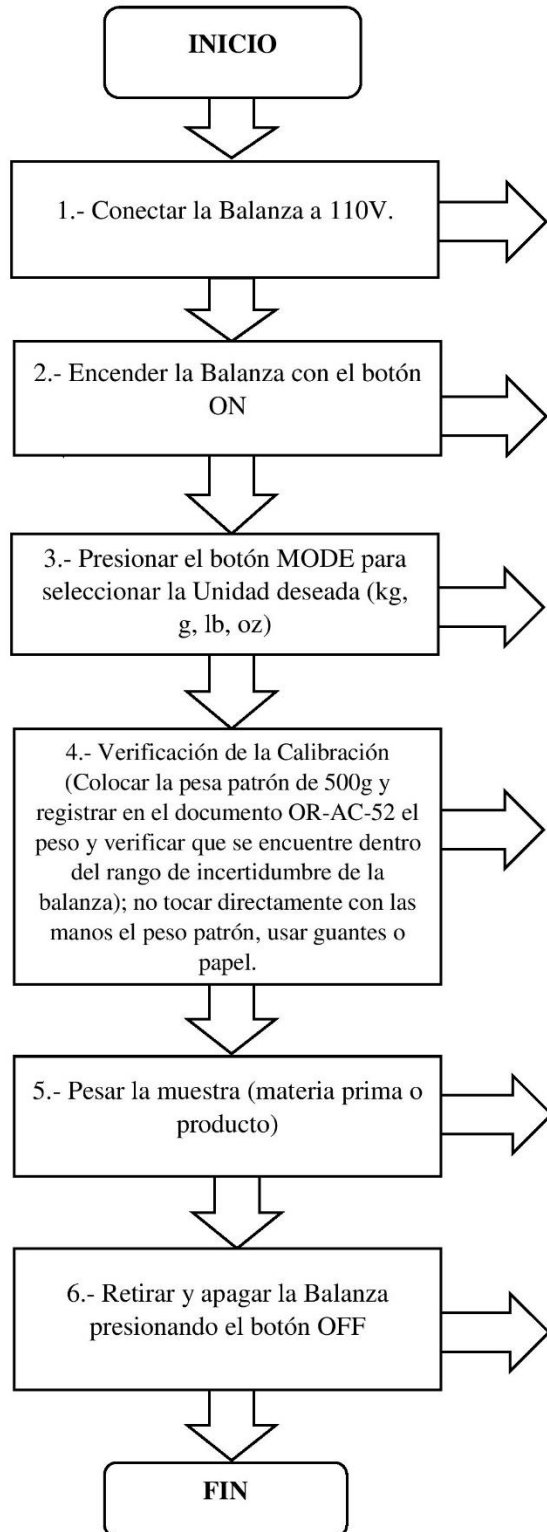 INICIO
1.- Conectar la Balanza a 110V.
2.- Encender la Balanza con el botón
ON
3.- Presionar el botón MODE para
seleccionar la Unidad deseada (kg,
g, lb, oz)
4.- Verificación de la Calibración
(Colocar la pesa patrón de 500g y
registrar en el documento OR-AC-52 el
peso y verificar que se encuentre dentro
del rango de incertidumbre de la
balanza); no tocar directamente con las
manos el peso patrón, usar guantes o
papel.
5.- Pesar la muestra (materia prima o
producto)
6.- Retirar y apagar la Balanza
presionando el botón OFF
FIN